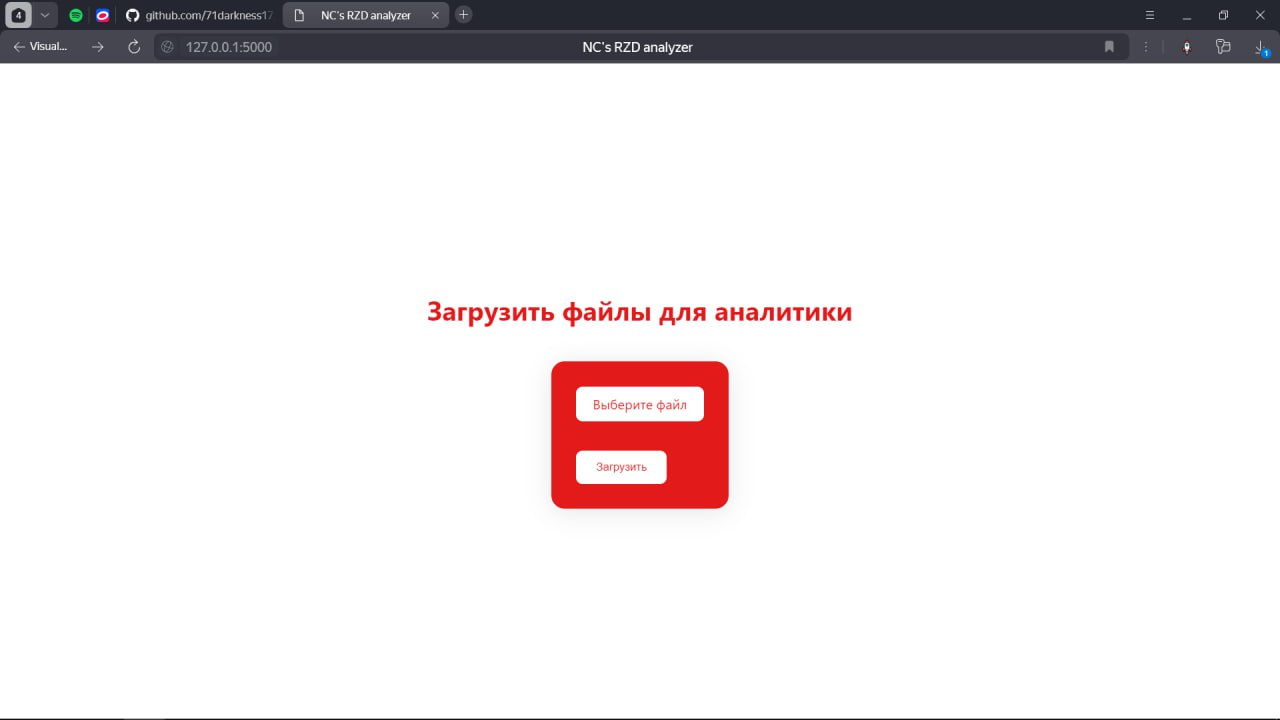 4
github.com/71darkness17
NC's RZD analyzer
Visual...
127.0.0.1:5000
NC's RZD analyzer
1
Загрузить файлы для аналитики
Выберите файл
Загрузить